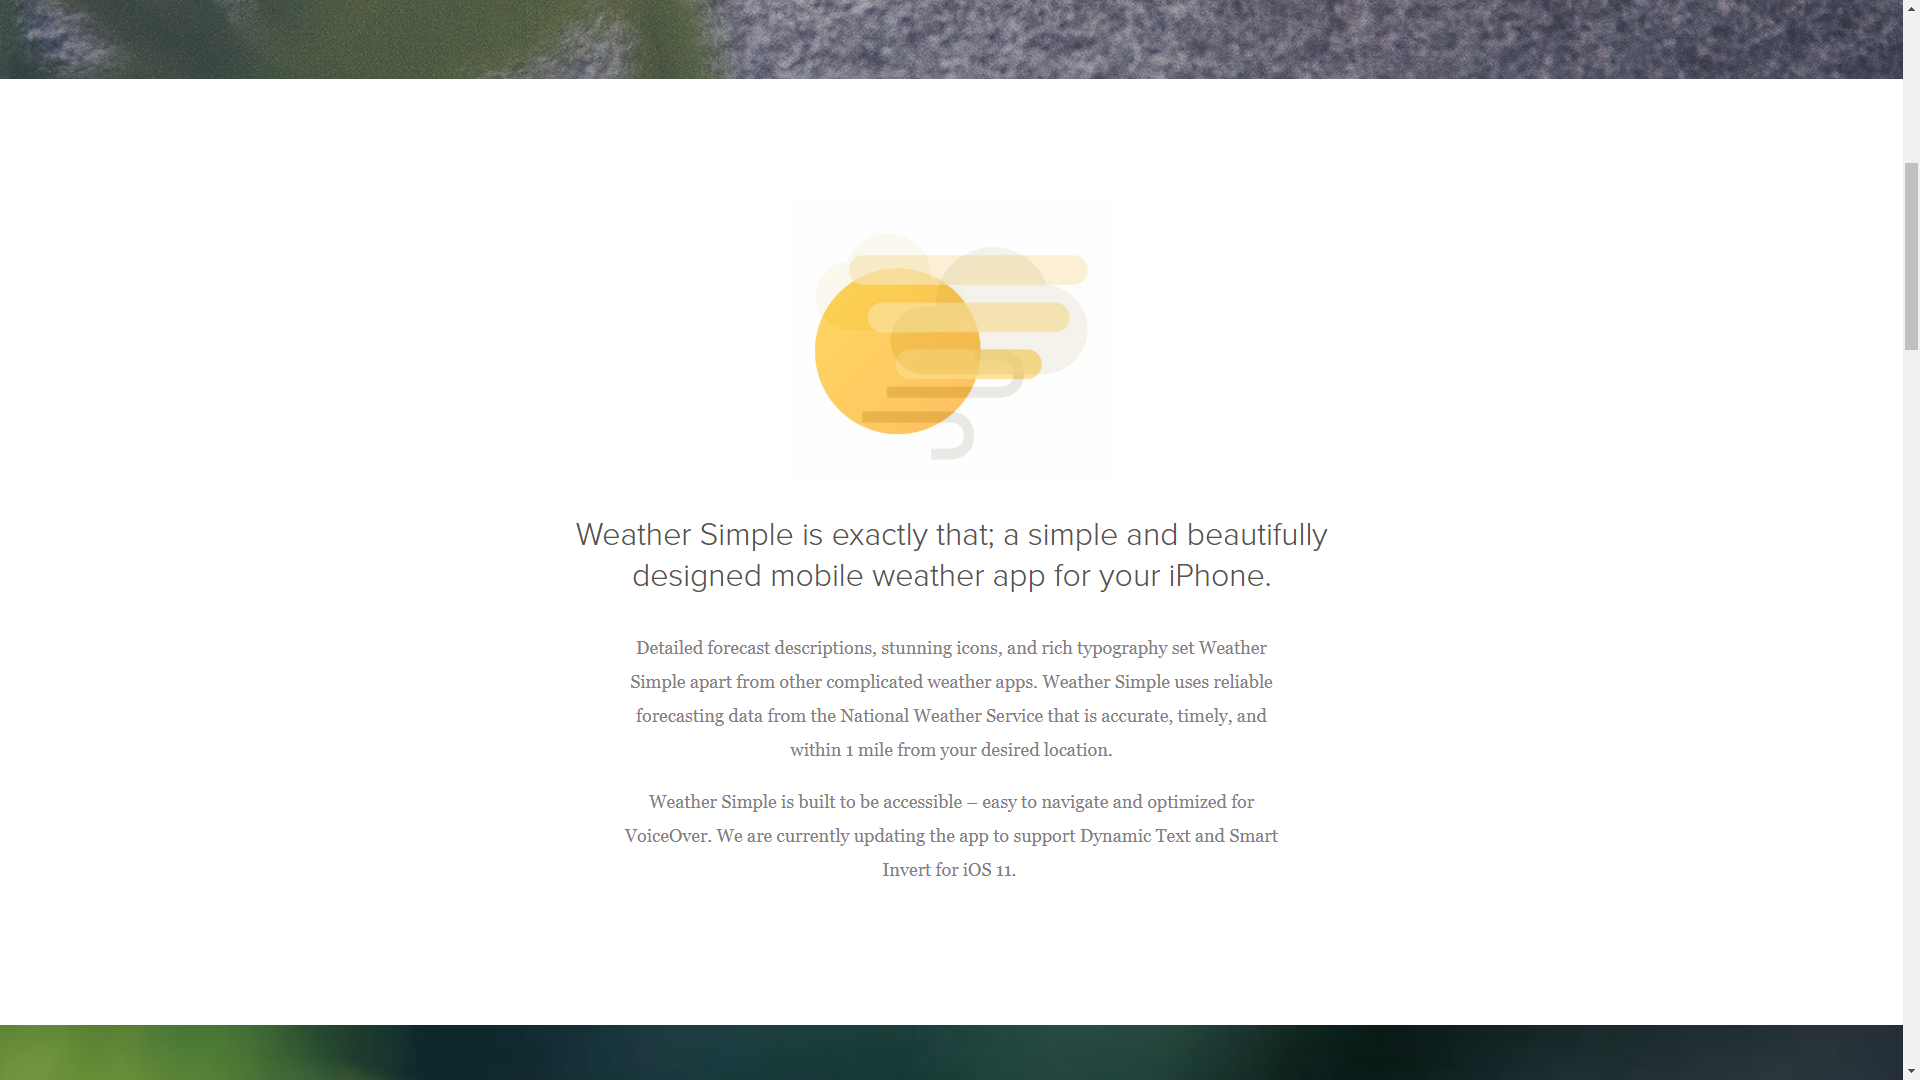 Weather Simple is exactly that; a simple and beautifully
designed mobile weather app for your iPhone.
Detailed forecast descriptions, stunning icons, and rich typography set Weather
Simple apart from other complicated weather apps. Weather Simple uses reliable
forecasting data from the National Weather Service that is accurate, timely, and
within 1 mile from your desired location.
Weather Simple is built to be accessible – easy to navigate and optimized for
VoiceOver. We are currently updating the app to support Dynamic Text and Smart
Invert for iOS 11.